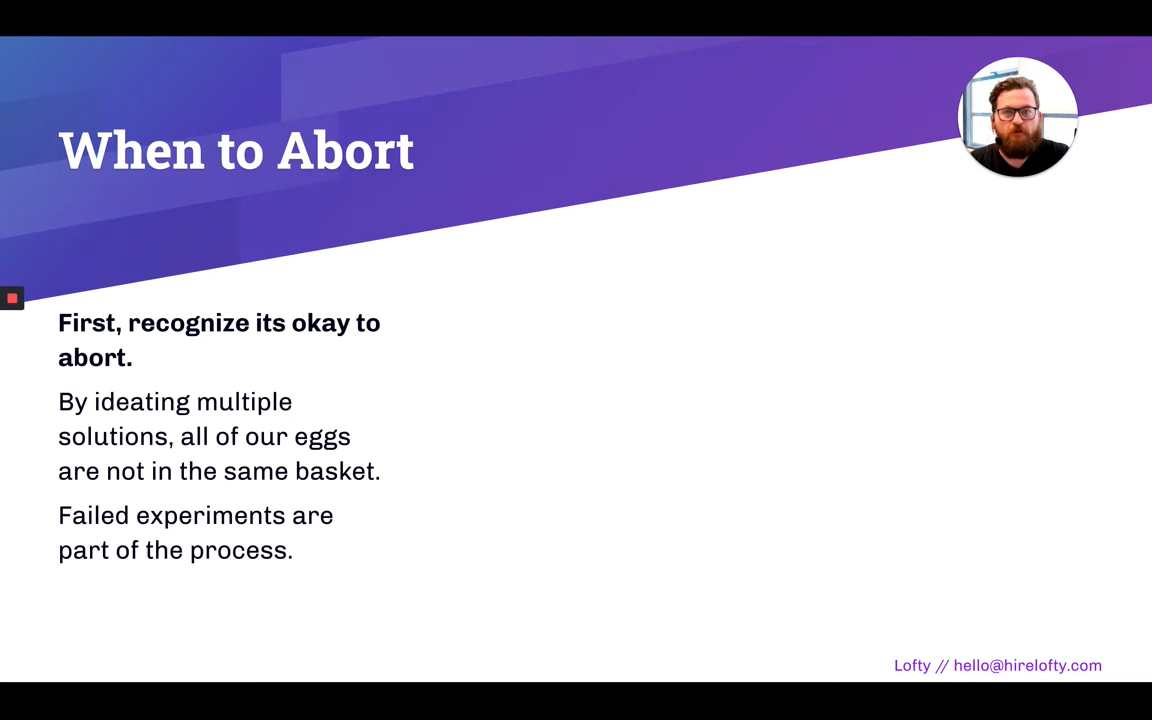 When to Abort
First, recognize its okay to
abort.
By ideating multiple
solutions, all of our eggs
are not in the same basket.
Failed experiments are
part of the process.
Lofty // hello@hirelofty.com